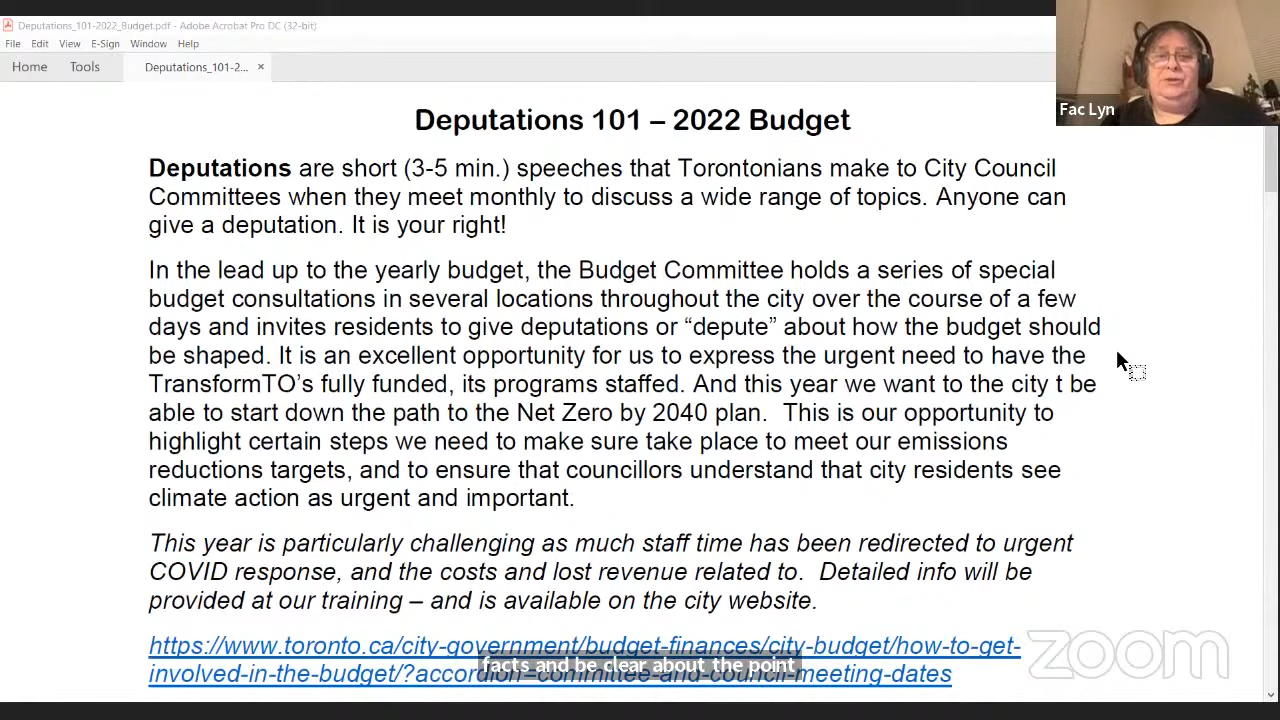 Deputations_101-2022_Budget.pdf - Adobe Acrobat Pro DC (32-bit)
File Edit View E-Sign Window Help
Home Tools Deputations_101-2... ×
Fac Lyn
Deputations 101 – 2022 Budget
Deputations are short (3-5 min.) speeches that Torontonians make to City Council
Committees when they meet monthly to discuss a wide range of topics. Anyone can
give a deputation. It is your right!
In the lead up to the yearly budget, the Budget Committee holds a series of special
budget consultations in several locations throughout the city over the course of a few
days and invites residents to give deputations or “depute” about how the budget should
be shaped. It is an excellent opportunity for us to express the urgent need to have the
TransformTO’s fully funded, its programs staffed. And this year we want to the city t be
able to start down the path to the Net Zero by 2040 plan. This is our opportunity to
highlight certain steps we need to make sure take place to meet our emissions
reductions targets, and to ensure that councillors understand that city residents see
climate action as urgent and important.
This year is particularly challenging as much staff time has been redirected to urgent
COVID response, and the costs and lost revenue related to. Detailed info will be
provided at our training – and is available on the city website.
https://www.toronto.ca/city-government/budget-finances/city-budget/how-to-get-
involved-in-the-budget/?accordion=committee-and-council-meeting-dates
facts and be clear about the point
zoom